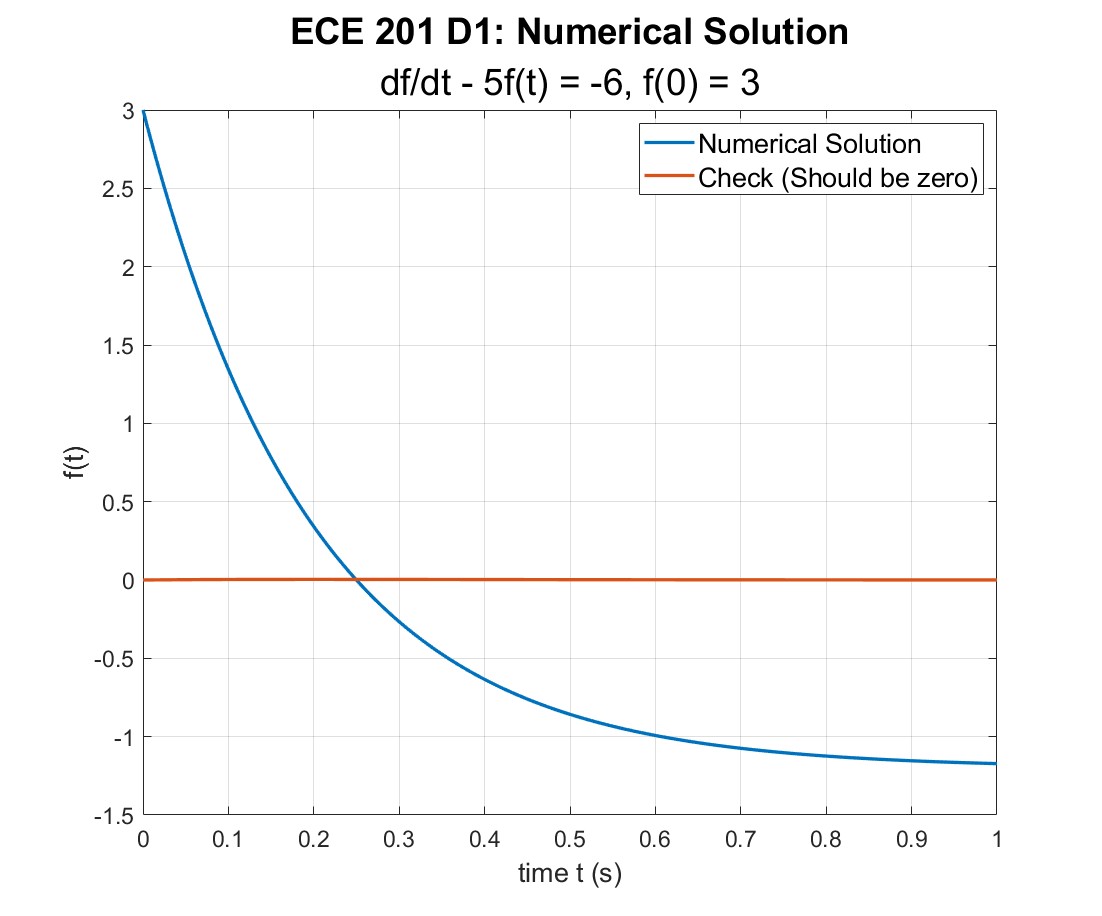 ECE 201 D1: Numerical Solution
df/dt - 5f(t) = -6, f(0) = 3
Numerical Solution
Check (Should be zero)
3
2.5
2
1.5
1
0.5
0
-0.5
-1
-1.5
f(t)
0 0.1 0.2 0.3 0.4 0.5 0.6 0.7 0.8 0.9 1
time t (s)